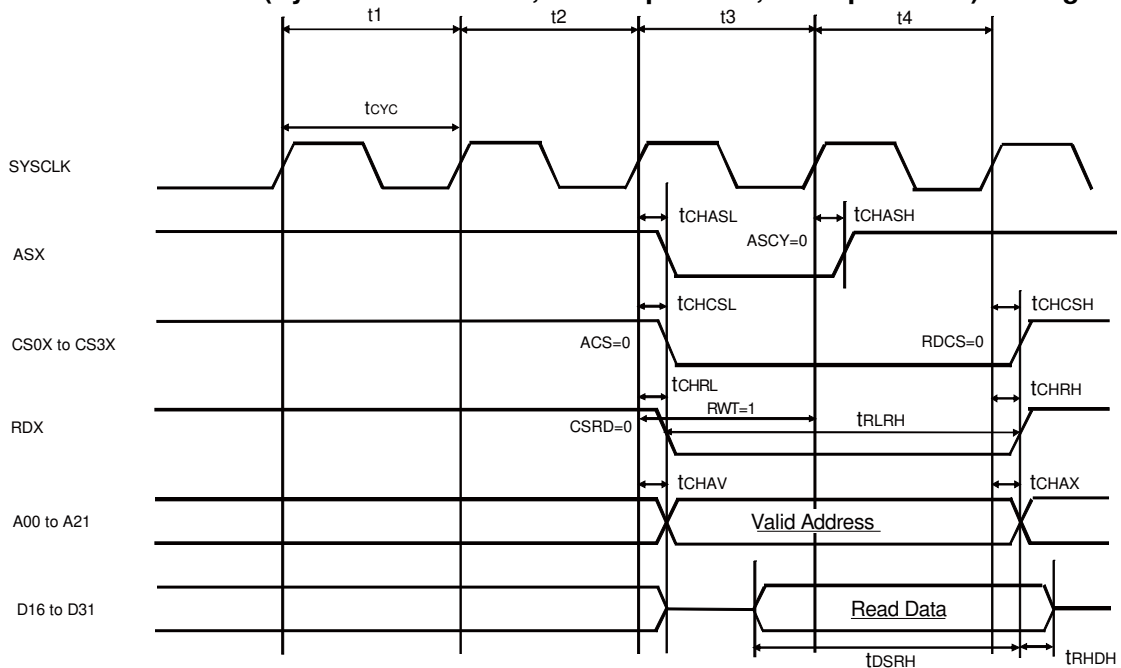 t1 t2 t3 t4
tCYC
SYSCLK
tCHASL tCHASH
ASCY=0
ASX
tCHCSL tCHCSH
CS0X to CS3X ACS=0 RDCS=0
tCHRL tCHRH
RWT=1
RDX CSRD=0 tRLRH
tCHAV tCHAX
A00 to A21 Valid Address
D16 to D31 Read Data
tDSRH tRHDH